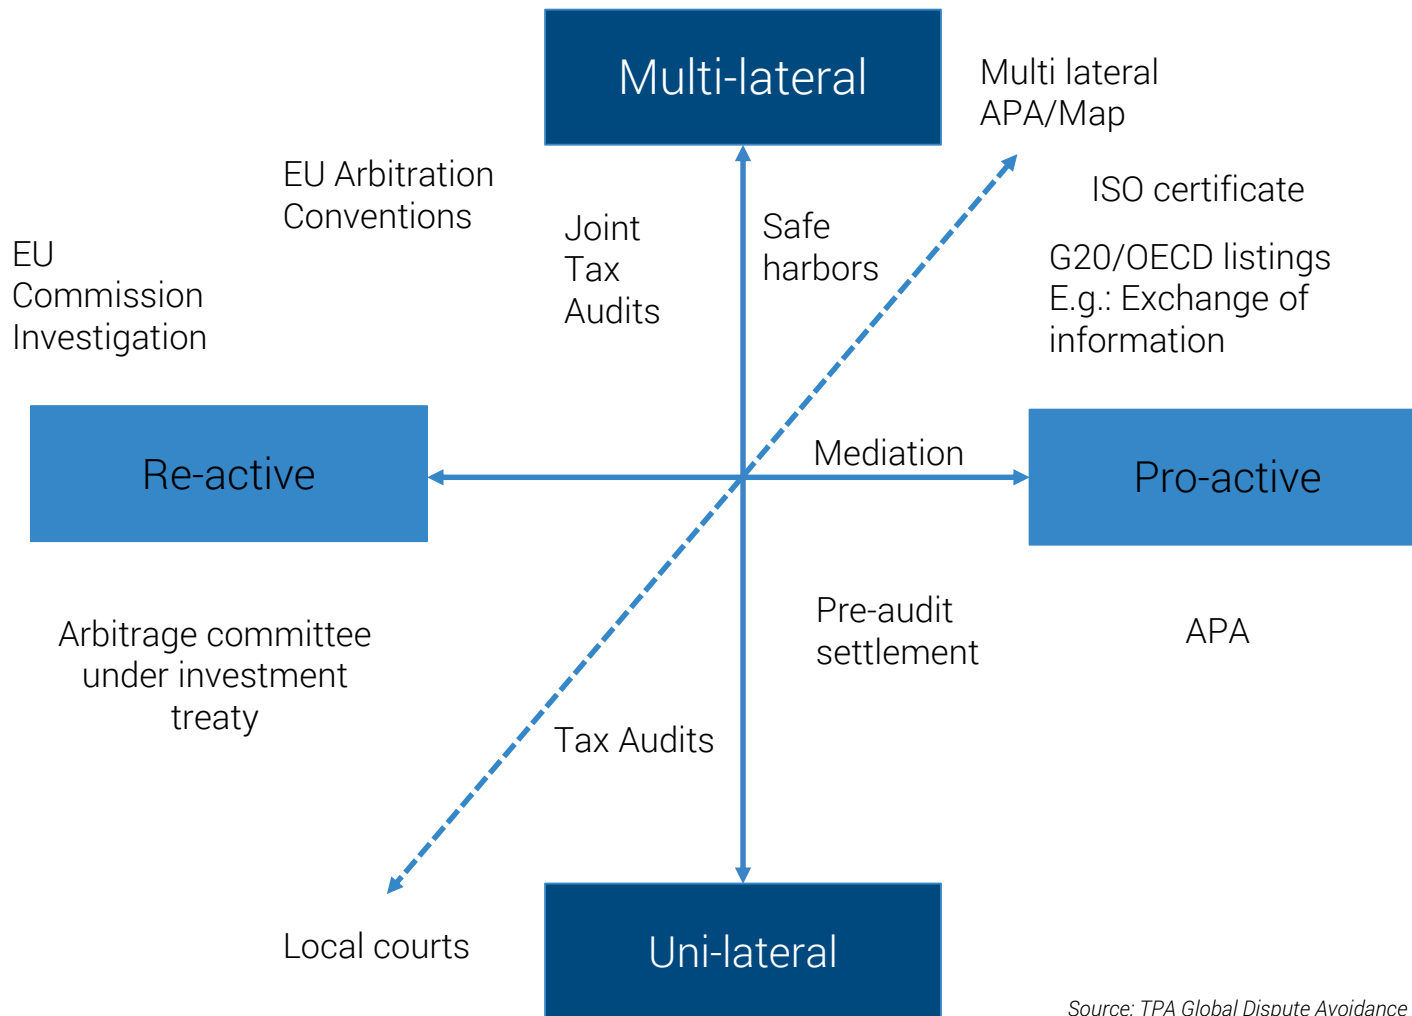 Multi-lateral
Multi lateral
APA/Map
EU Arbitration
Conventions
ISO certificate
Joint
Tax
Audits
Safe
harbors
EU
Commission
Investigation
G20/OECD listings
E.g.: Exchange of
information
Re-active
Mediation
Pro-active
Arbitrage committee
under investment
treaty
Pre-audit
settlement
APA
Tax Audits
Local courts
Uni-lateral
Source: TPA Global Dispute Avoidance